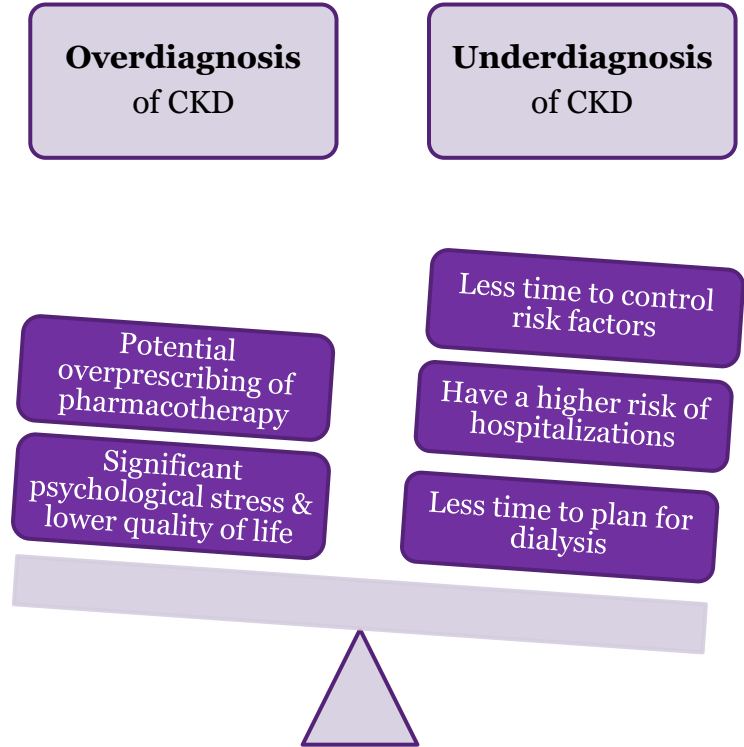 Overdiagnosis
of CKD
Underdiagnosis
of CKD
Potential
overprescribing of
pharmacotherapy
Significant
psychological stress &
lower quality of life
Less time to control
risk factors
Have a higher risk of
hospitalizations
Less time to plan for
dialysis